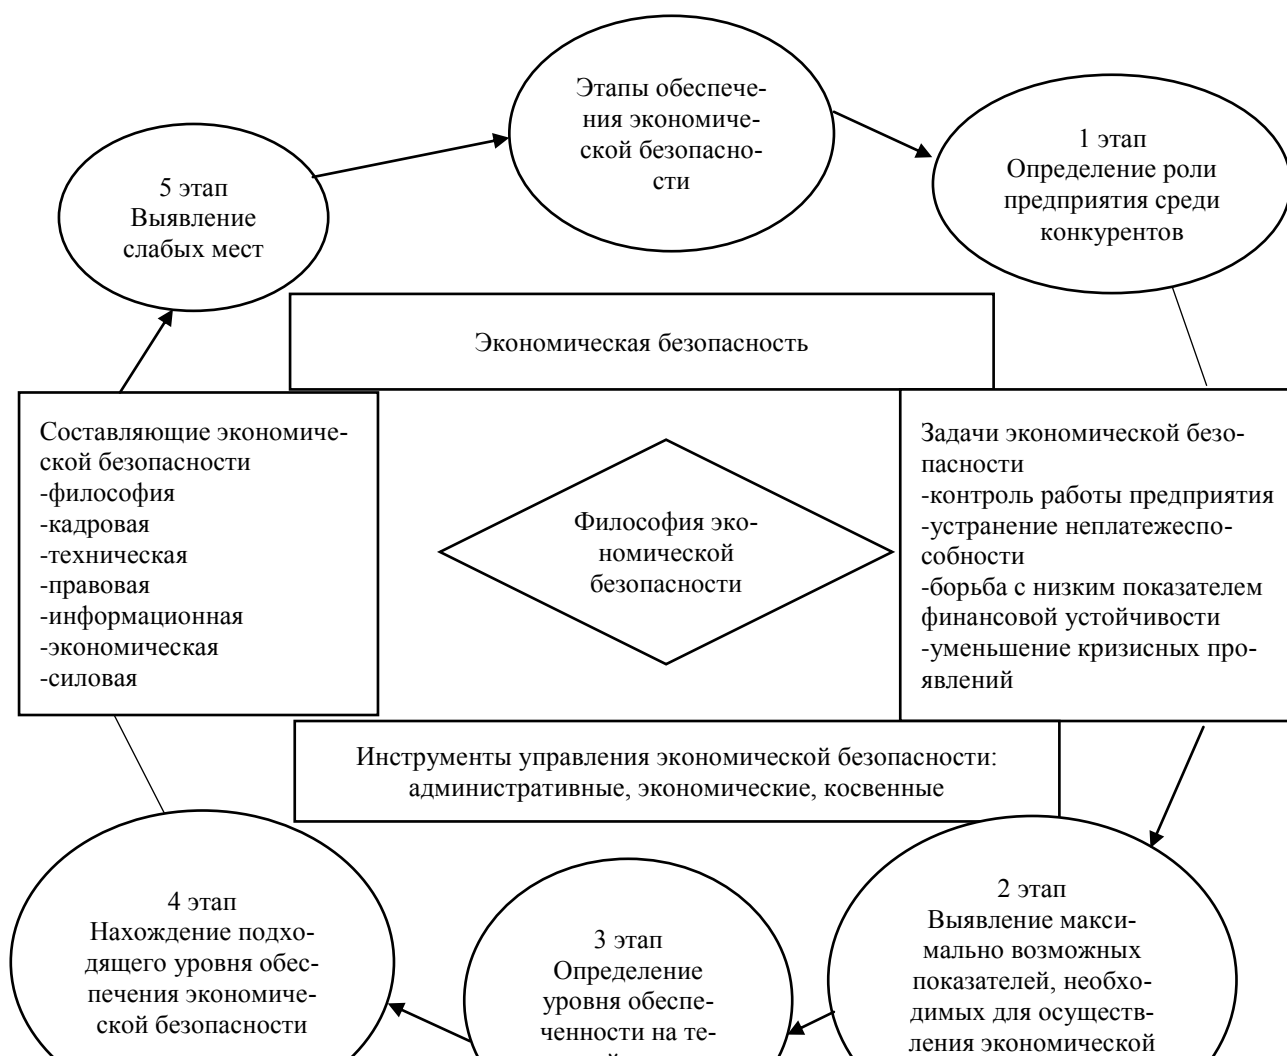 Этапы обеспече-
ния экономиче-
ской безопасно-
сти
1 этап
Определение роли
предприятия среди
конкурентов
5 этап
Выявление
слабых мест
Экономическая безопасность
Составляющие экономиче-
ской безопасности
-философия
-кадровая
-техническая
-правовая
-информационная
-экономическая
-силовая
Философия эко-
номической
безопасности
Задачи экономической безо-
пасности
-контроль работы предприятия
-устранение неплатежеспо-
собности
-борьба с низким показателем
финансовой устойчивости
-уменьшение кризисных про-
явлений
Инструменты управления экономической безопасности:
административные, экономические, косвенные
4 этап
Нахождение подхо-
дящего уровня обес-
печения экономиче-
ской безопасности
3 этап
Определение
уровня обеспе-
ченности на те-
2 этап
Выявление макси-
мально возможных
показателей, необхо-
димых для осуществ-
ления экономической